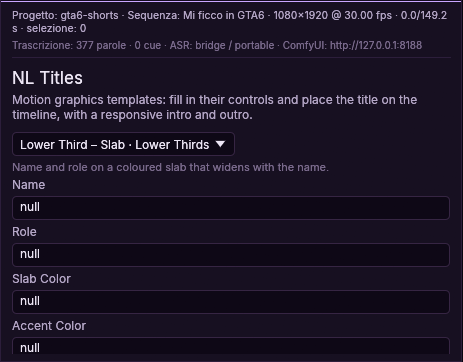 Progetto: gta6-shorts · Sequenza: Mi ficco in GTA6 · 1080×1920 @ 30.00 fps · 0.0/149.2
s · selezione: 0
Trascrizione: 377 parole · 0 cue · ASR: bridge / portable · ComfyUI: http://127.0.0.1:8188
NL Titles
Motion graphics templates: fill in their controls and place the title on the
timeline, with a responsive intro and outro.
Lower Third – Slab · Lower Thirds
Name and role on a coloured slab that widens with the name.
Name
null
Role
null
Slab Color
null
Accent Color
null